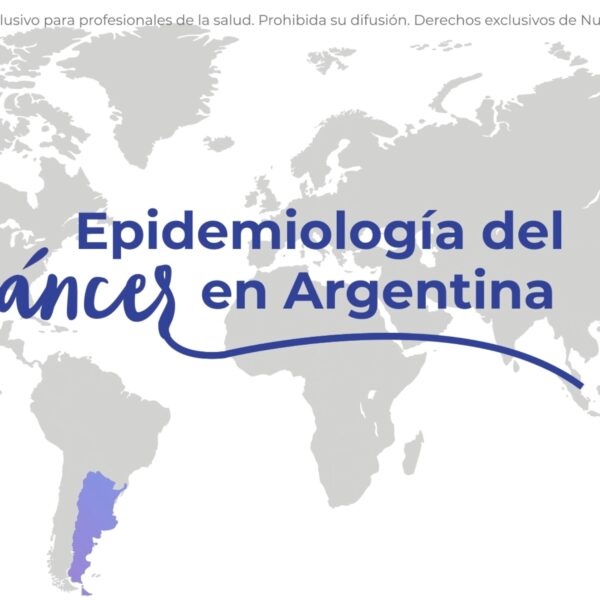 lusivo para profesionales de la salud. Prohibida su difusión. Derechos exclusivos de Nu
Epidemiología del
áncer en Argentina